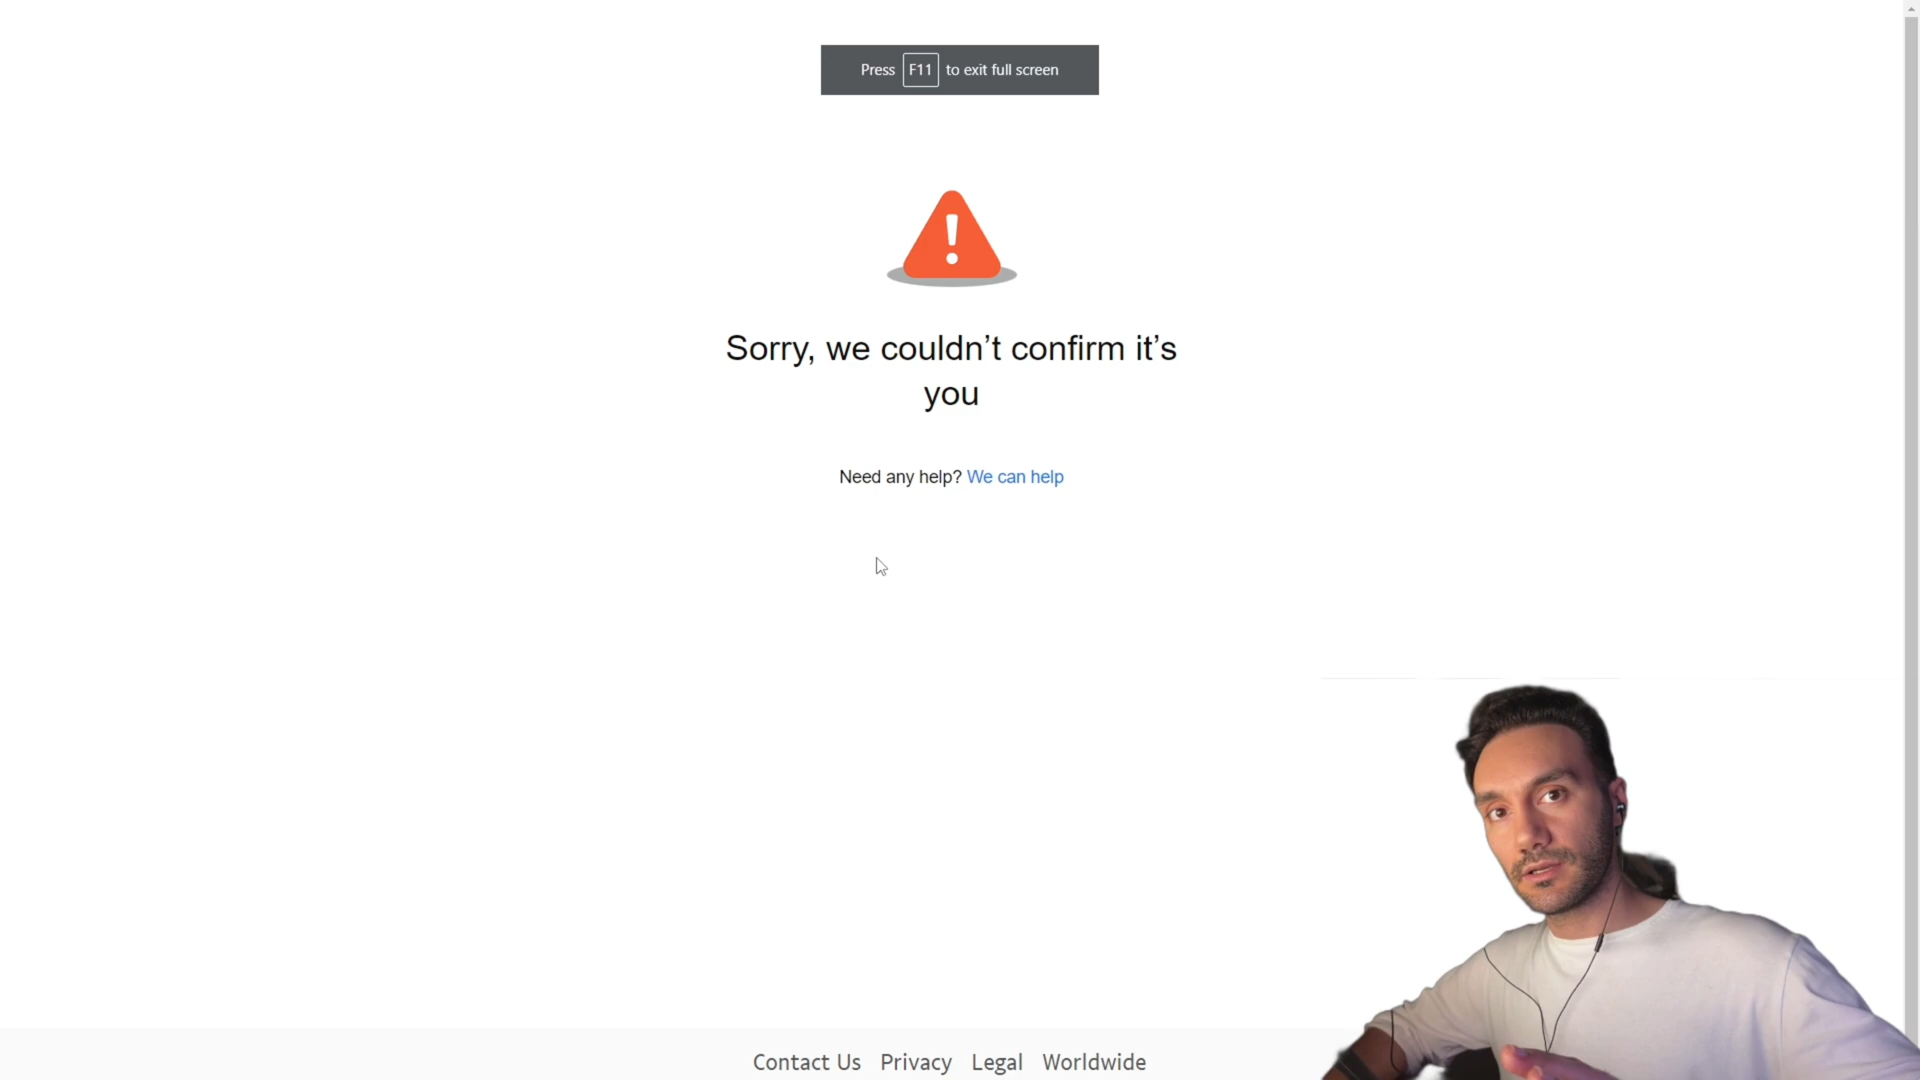 Press F11 to exit full screen
Sorry, we couldn’t confirm it’s
you
Need any help? We can help
Contact Us Privacy Legal Worldwide